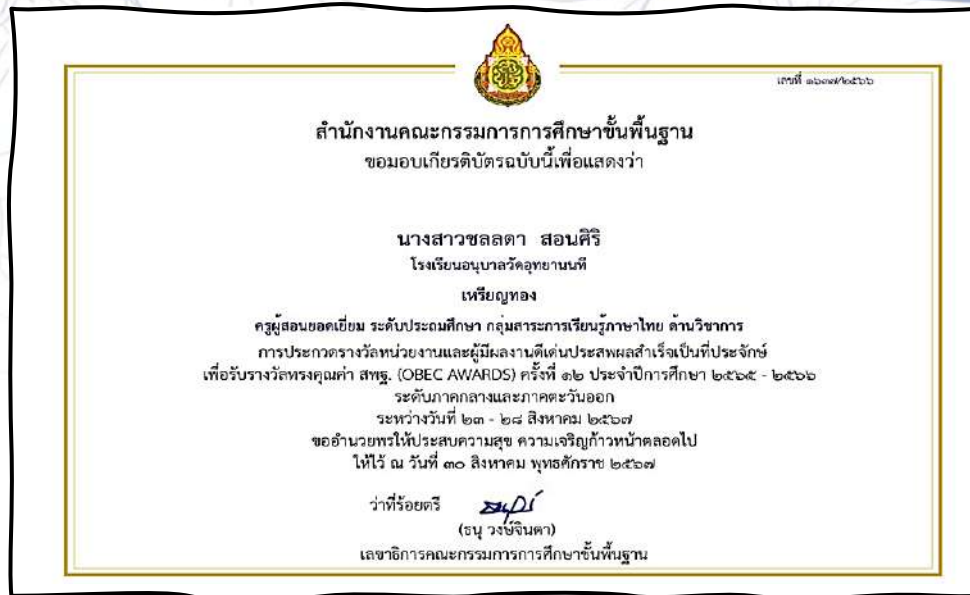 เลขที่ ๑๖๓๗/๒๕๖๖
สำนักงานคณะกรรมการการศึกษาขั้นพื้นฐาน
ขอมอบเกียรติบัตรฉบับนี้เพื่อแสดงว่า
นางสาวชลลดา สอนศิริ
โรงเรียนอนุบาลวัดอุทยานนที
เหรียญทอง
ครูผู้สอนยอดเยี่ยม ระดับประถมศึกษา กลุ่มสาระการเรียนรู้ภาษาไทย ด้านวิชาการ
การประกวดรางวัลหน่วยงานและผู้มีผลงานดีเด่นประสพผลสำเร็จเป็นที่ประจักษ์
เพื่อรับรางวัลทรงคุณค่า สพฐ. (OBEC AWARDS) ครั้งที่ ๑๒ ประจำปีการศึกษา ๒๕๖๕ - ๒๕๖๖
ระดับภาคกลางและภาคตะวันออก
ระหว่างวันที่ ๒๓ - ๒๘ สิงหาคม ๒๕๖๗
ขออำนวยพรให้ประสบความสุข ความเจริญก้าวหน้าตลอดไป
ให้ไว้ ณ วันที่ ๓๐ สิงหาคม พุทธศักราช ๒๕๖๗
ว่าที่ร้อยตรี
(ธนุ วงษ์จินดา)
เลขาธิการคณะกรรมการการศึกษาขั้นพื้นฐาน